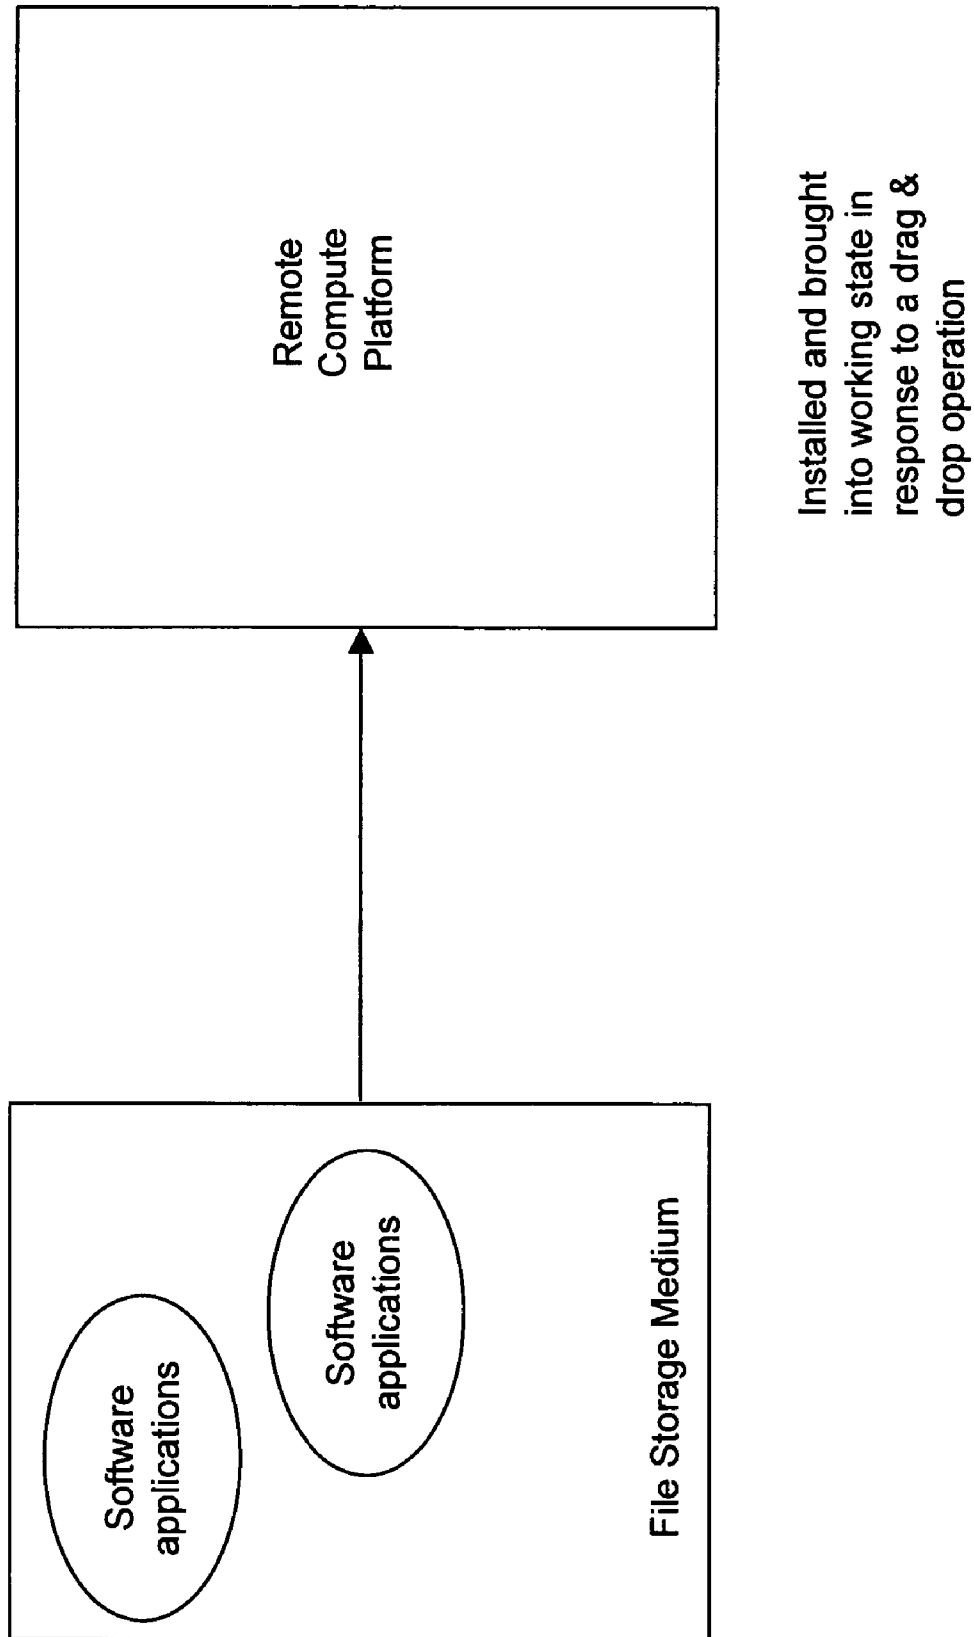 Software
applications
Software
applications
File Storage Medium
Remote
Compute
Platform
Installed and brought
into working state in
response to a drag &
drop operation